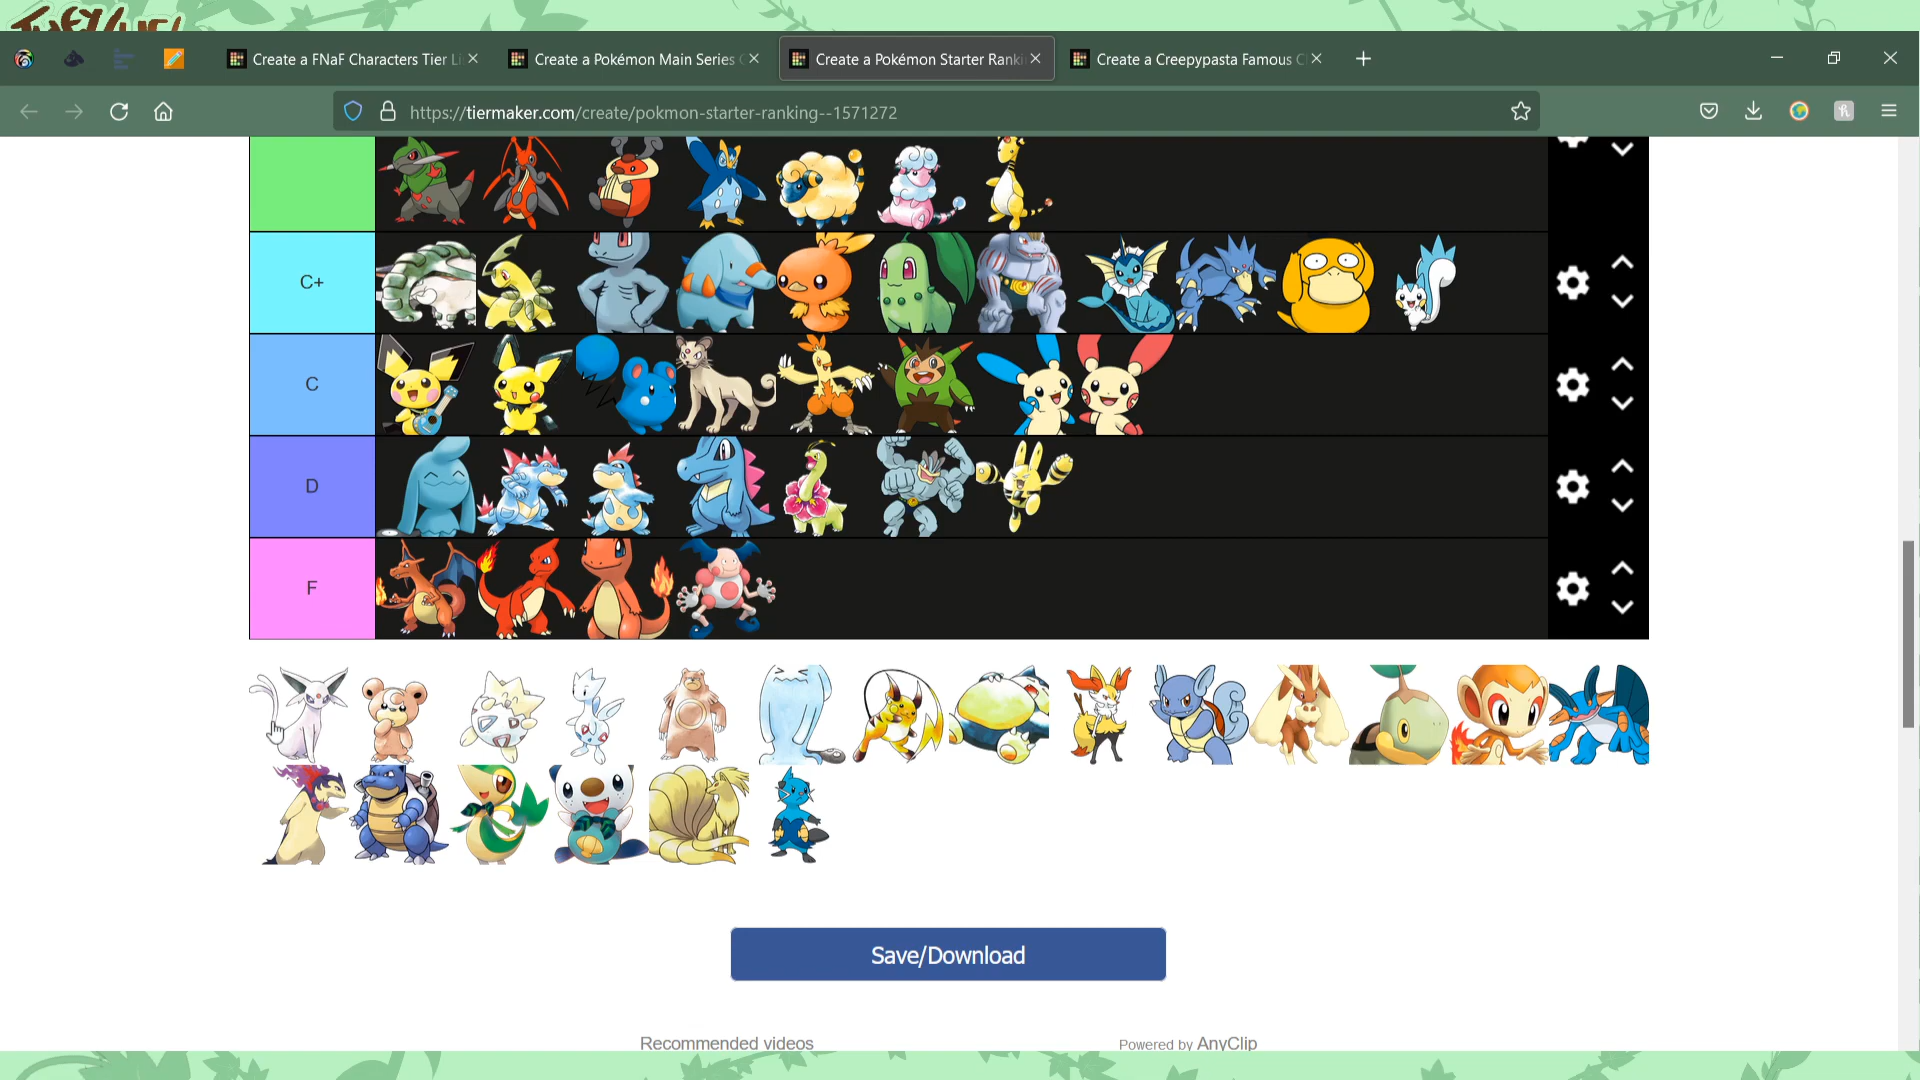 Create a FNaF Characters Tier Li
Create a Pokémon Main Series
Create a Pokémon Starter Ranki
Create a Creepypasta Famous C
https://tiermaker.com/create/pokmon-starter-ranking--1571272
C+
C
D
F
Save/Download
Recommended videos
Powered by AnyClip